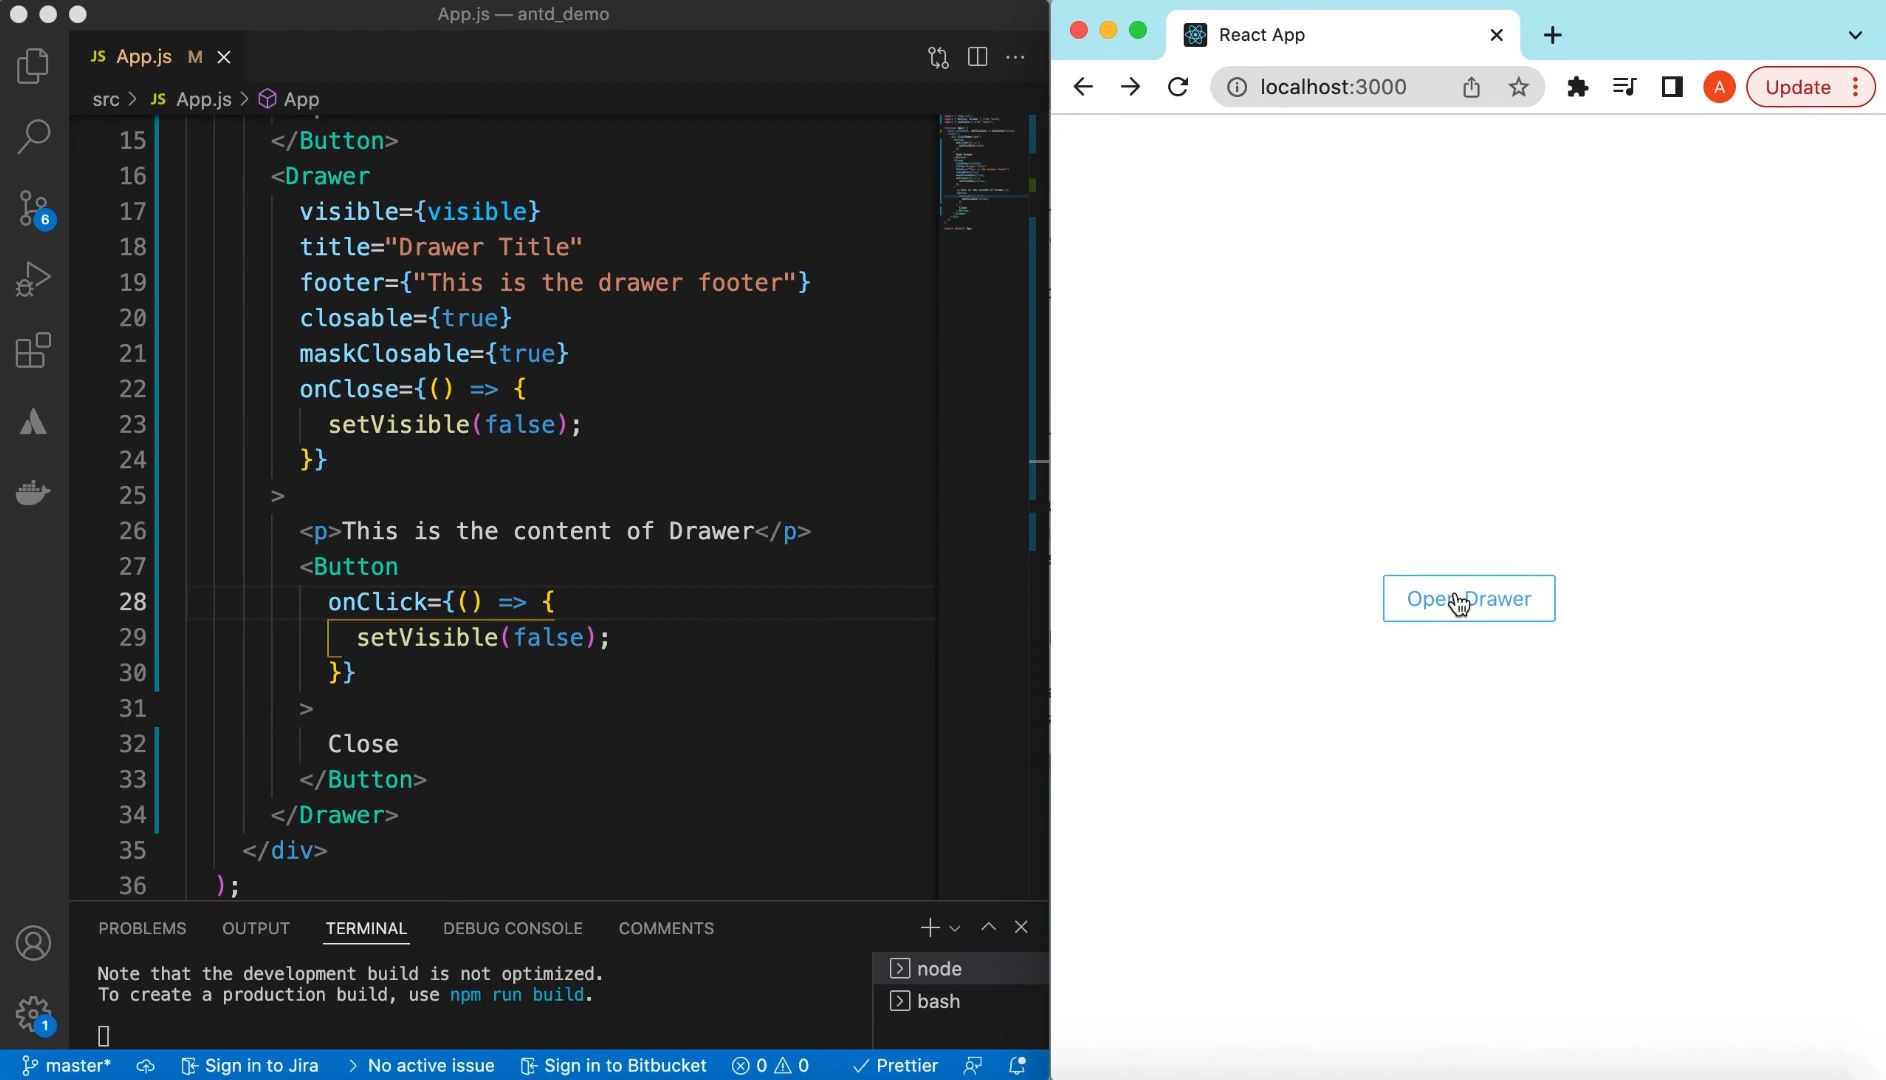 App.js — antd_demo
JS App.js M
src > JS App.js > App
15 </Button>
16 <Drawer
17 visible={visible}
18 title="Drawer Title"
19 footer={"This is the drawer footer"}
20 closable={true}
21 maskClosable={true}
22 onClose={() => {
23 setVisible(false);
24 }}
25 >
26 <p>This is the content of Drawer</p>
27 <Button
28 onClick={() => {
29 setVisible(false);
30 }}
31 >
32 Close
33 </Button>
34 </Drawer>
35 </div>
36 );
6
1
PROBLEMS OUTPUT TERMINAL DEBUG CONSOLE COMMENTS
Note that the development build is not optimized.
To create a production build, use npm run build.
node
bash
master* Sign in to Jira > No active issue Sign in to Bitbucket 0 0 Prettier
React App
localhost:3000
A
Update
Open Drawer